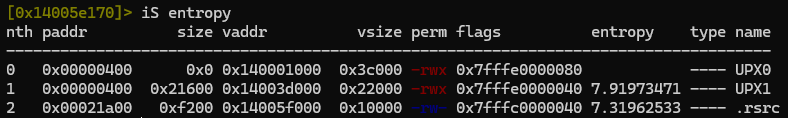 [0x14005e170]> iS entropy
nth paddr size vaddr vsize perm flags entropy type name
0 0x00000400 0x0 0x140001000 0x3c000 -rwx 0x7fffe0000080 ---- UPX0
1 0x00000400 0x21600 0x14003d000 0x22000 -rwx 0x7fffe0000040 7.91973471 ---- UPX1
2 0x00021a00 0xf200 0x14005f000 0x10000 -rw- 0x7fffc0000040 7.31962533 ---- .rsrc